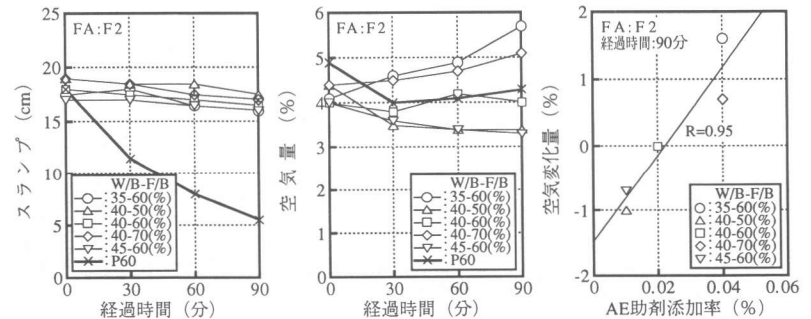 FA:F2
スランプ (cm)
25
20
15
10
5
0
W/B-F/B
: 35-60(%)
: 40-50(%)
: 40-60(%)
: 40-70(%)
: 45-60(%)
: P60
0 30 60 90
経過時間 (分)
FA:F2
空気量 (%)
6
5
4
3
2
1
0
W/B-F/B
: 35-60(%)
: 40-50(%)
: 40-60(%)
: 40-70(%)
: 45-60(%)
: P60
0 30 60 90
経過時間 (分)
FA:F2
経過時間:90分
空気変化量 (%)
2
1
0
-1
-2
R=0.95
W/B-F/B
: 35-60(%)
: 40-50(%)
: 40-60(%)
: 40-70(%)
: 45-60(%)
0 0.02 0.04 0.06
AE助剤添加率 (%)